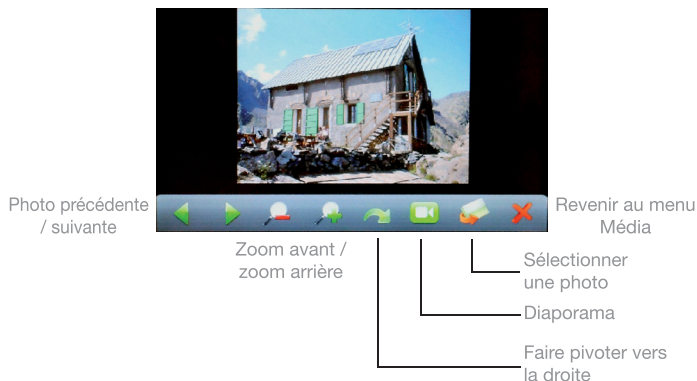 Photo précédente
/ suivante
Zoom avant /
zoom arrière
Revenir au menu
Média
Sélectionner
une photo
Diaporama
Faire pivoter vers
la droite